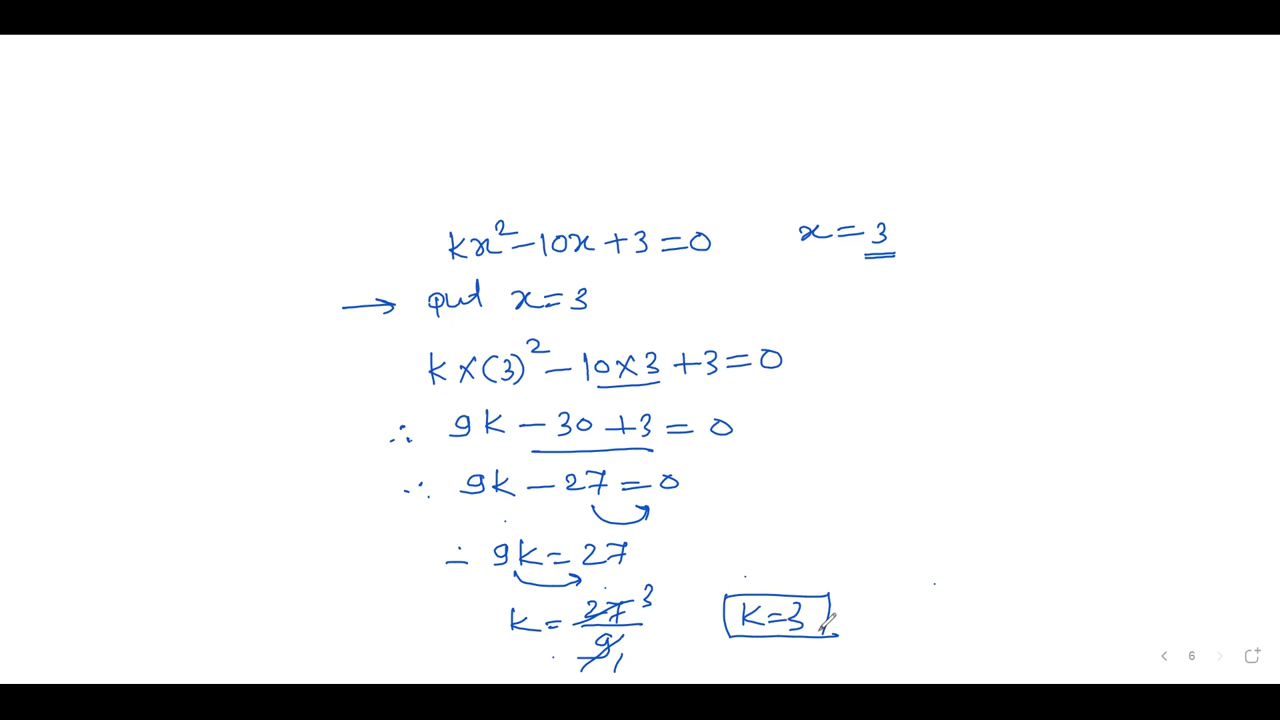 kx² - 10x + 3 = 0 x = 3
→ put x = 3
k × (3)² - 10 × 3 + 3 = 0
∴ 9k - 30 + 3 = 0
∴ 9k - 27 = 0
∴ 9k = 27
k = 27/9 3 1 k = 3
6